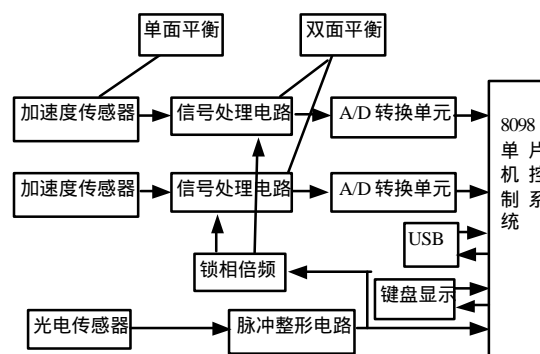 单面平衡
双面平衡
加速度传感器
信号处理电路
A/D 转换单元
加速度传感器
信号处理电路
A/D 转换单元
8098
单片
机控
制系
统
USB
锁相倍频
键盘显示
光电传感器
脉冲整形电路